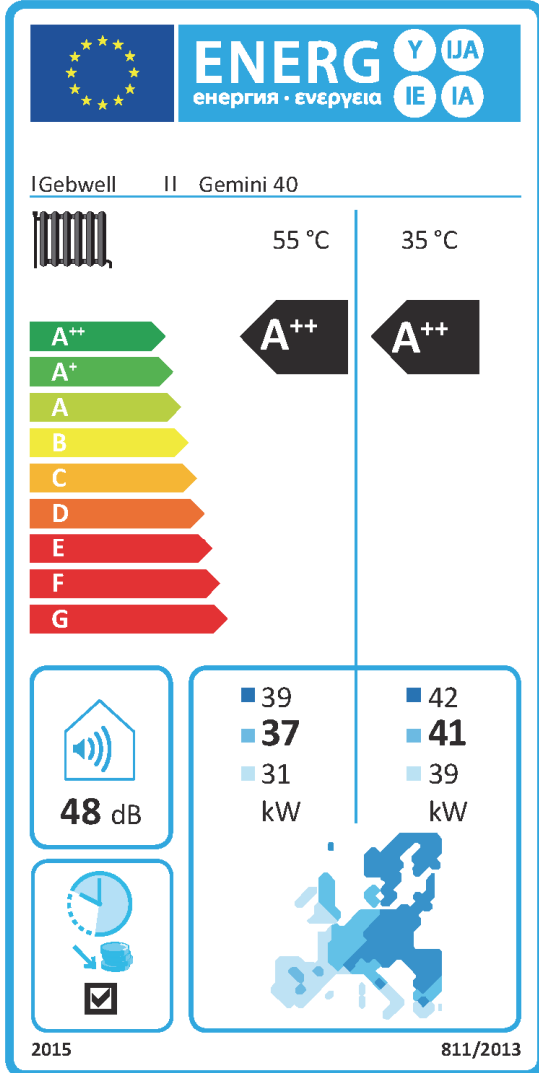 ENERG Y IJA
енергия · ενεργεια IE IA
I Gebwell II Gemini 40
55 °C 35 °C
A++ A++ A++
A+
A
B
C
D
E
F
G
39 42
37 41
31 39
48 dB kW kW
2015 811/2013